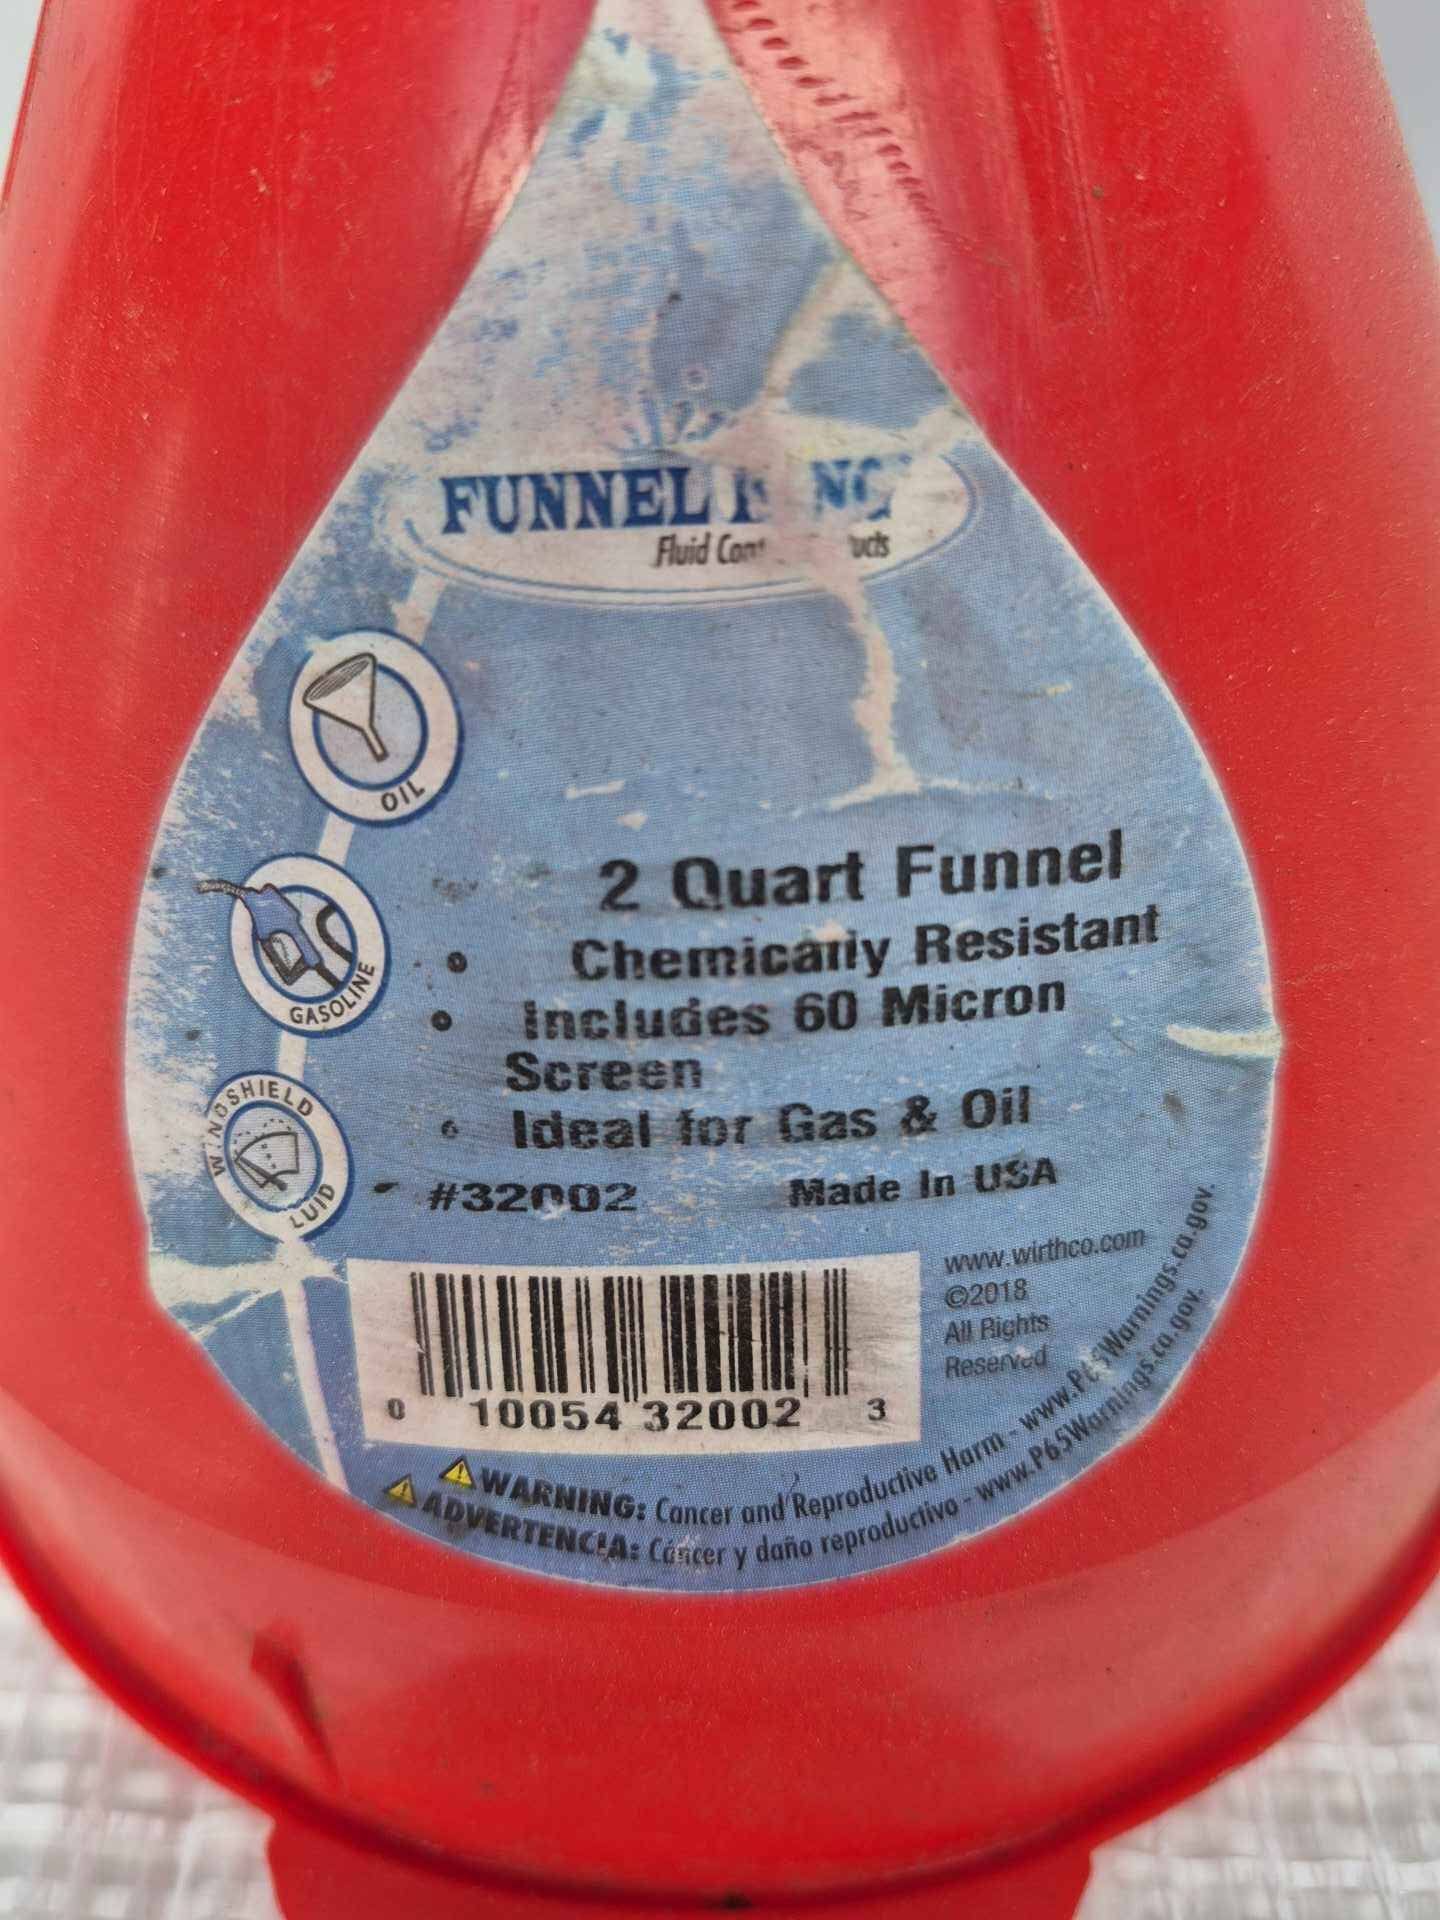 FUNNEL
Fluid
OIL
2 Quart Funnel
GASOLINE
• Chemically Resistant
• Includes 60 Micron
Screen
WINDSHIELD
• Ideal for Gas & Oil
#32002 Made In USA
www.wirthco.com
©2018
All Rights
Reserved
0 10054 32002 3
WARNING: Cancer and Reproductive Harm - www.P65Warnings.ca.gov.
ADVERTENCIA: Cáncer y daño reproductivo - www.P65Warnings.ca.gov.